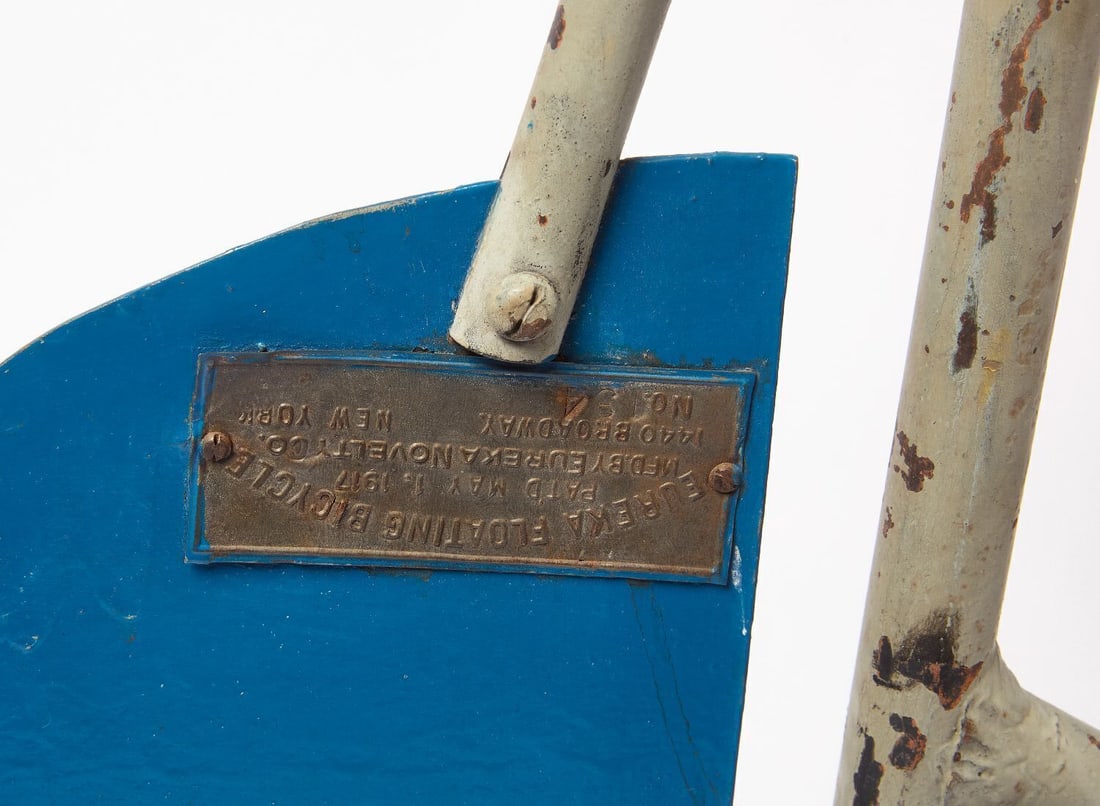 EUREKA FLOATING BICYCLE
PAT'D MAY 1, 1917
MFD. BY EUREKA NOVELTY CO.
1440 BROADWAY. NEW YORK
No.